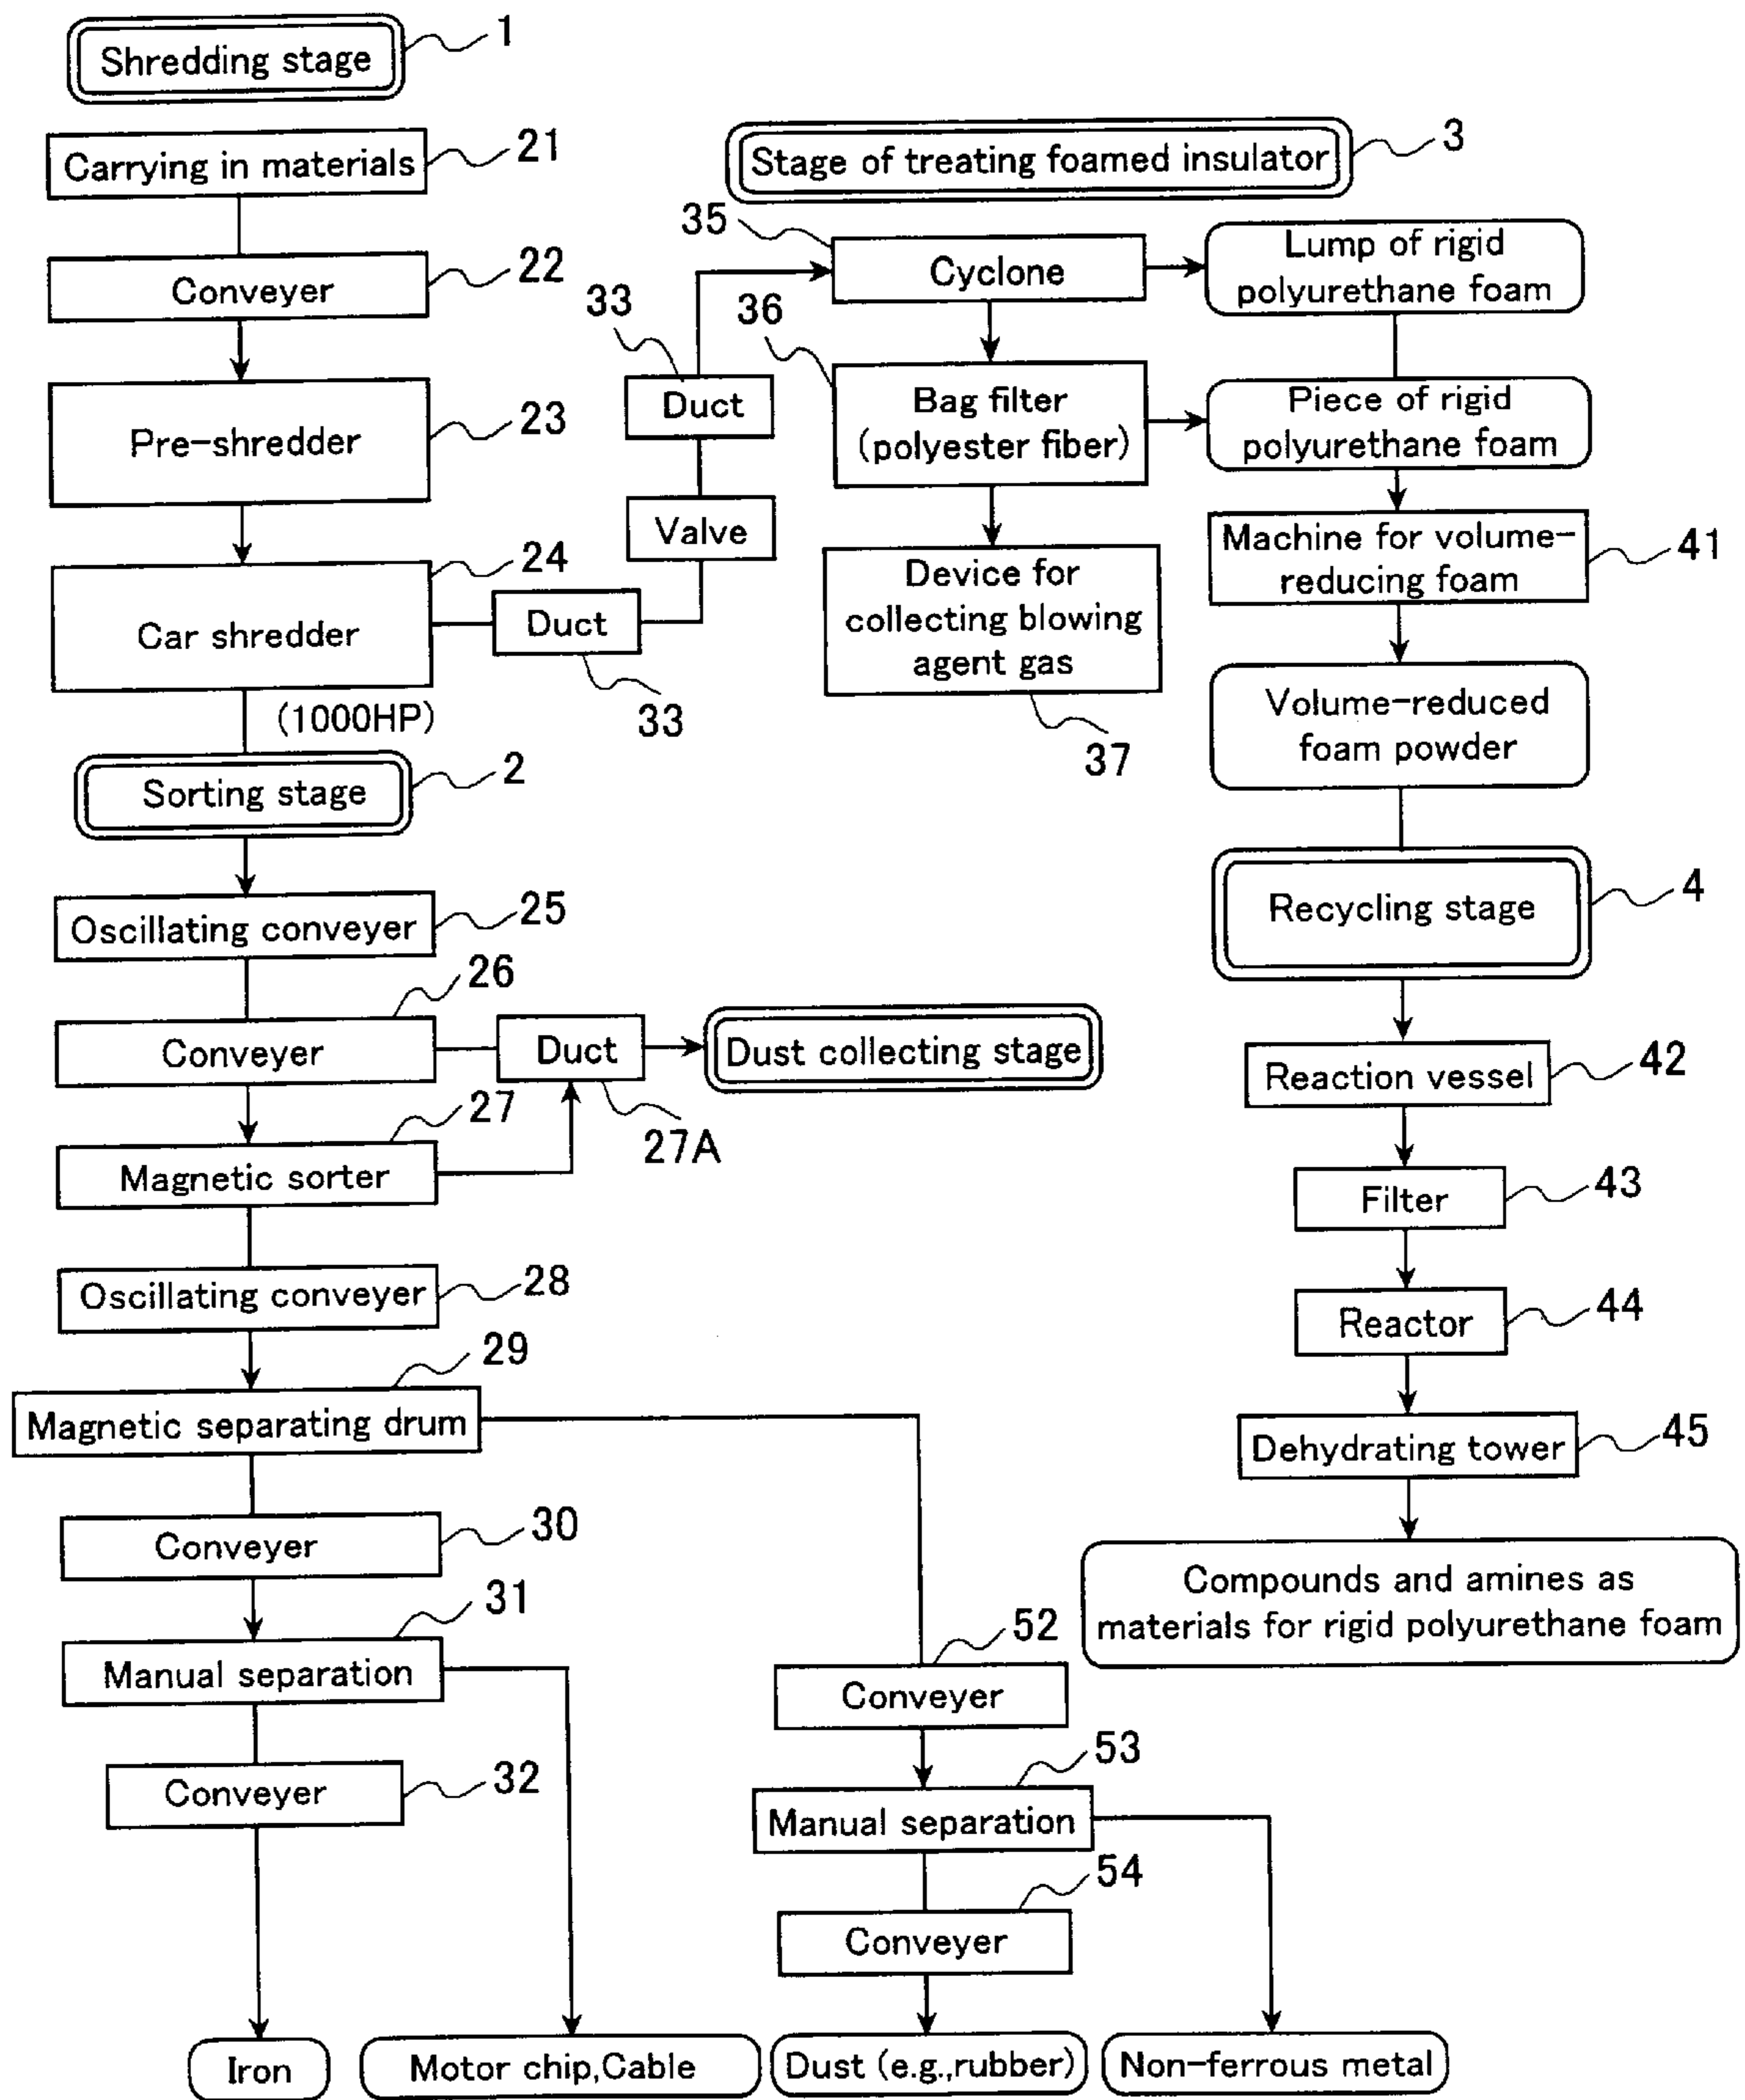 Shredding stage
1
Carrying in materials
21
Conveyer
22
Pre-shredder
23
Car shredder
24
(1000HP)
Duct
33
Valve
Duct
33
Stage of treating foamed insulator
3
35
Cyclone
Lump of rigid
polyurethane foam
36
Bag filter
(polyester fiber)
Piece of rigid
polyurethane foam
Device for
collecting blowing
agent gas
37
Machine for volume-
reducing foam
41
Volume-reduced
foam powder
Recycling stage
4
Reaction vessel
42
Filter
43
Reactor
44
Dehydrating tower
45
Compounds and amines as
materials for rigid polyurethane foam
Sorting stage
2
Oscillating conveyer
25
26
Conveyer
Duct
27A
Dust collecting stage
27
Magnetic sorter
Oscillating conveyer
28
29
Magnetic separating drum
Conveyer
30
31
Manual separation
Conveyer
32
52
Conveyer
53
Manual separation
54
Conveyer
Iron
Motor chip,Cable
Dust (e.g.,rubber)
Non-ferrous metal